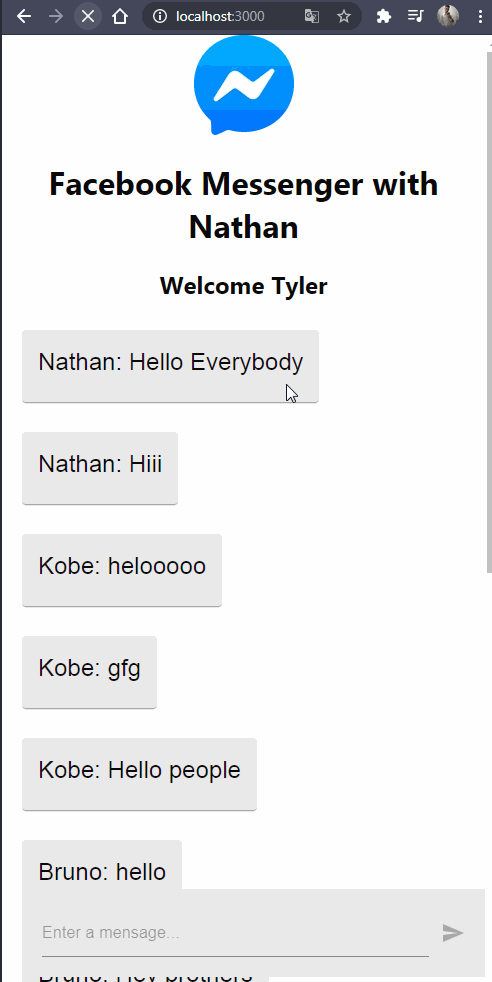 localhost:3000
Facebook Messenger with
Nathan
Welcome Tyler
Nathan: Hello Everybody
Nathan: Hiii
Kobe: helooooo
Kobe: gfg
Kobe: Hello people
Bruno: hello
Enter a mensage...
Bruno: Hey brothers